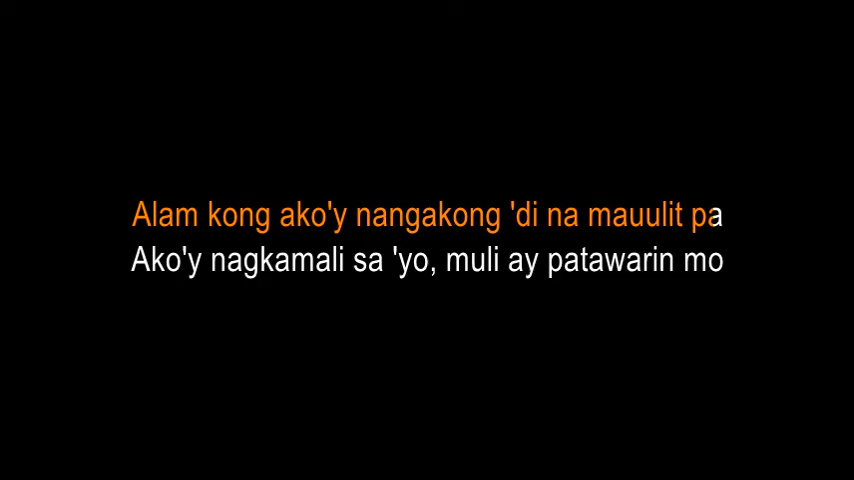 Alam kong ako'y nangakong 'di na mauulit pa
Ako'y nagkamali sa 'yo, muli ay patawarin mo